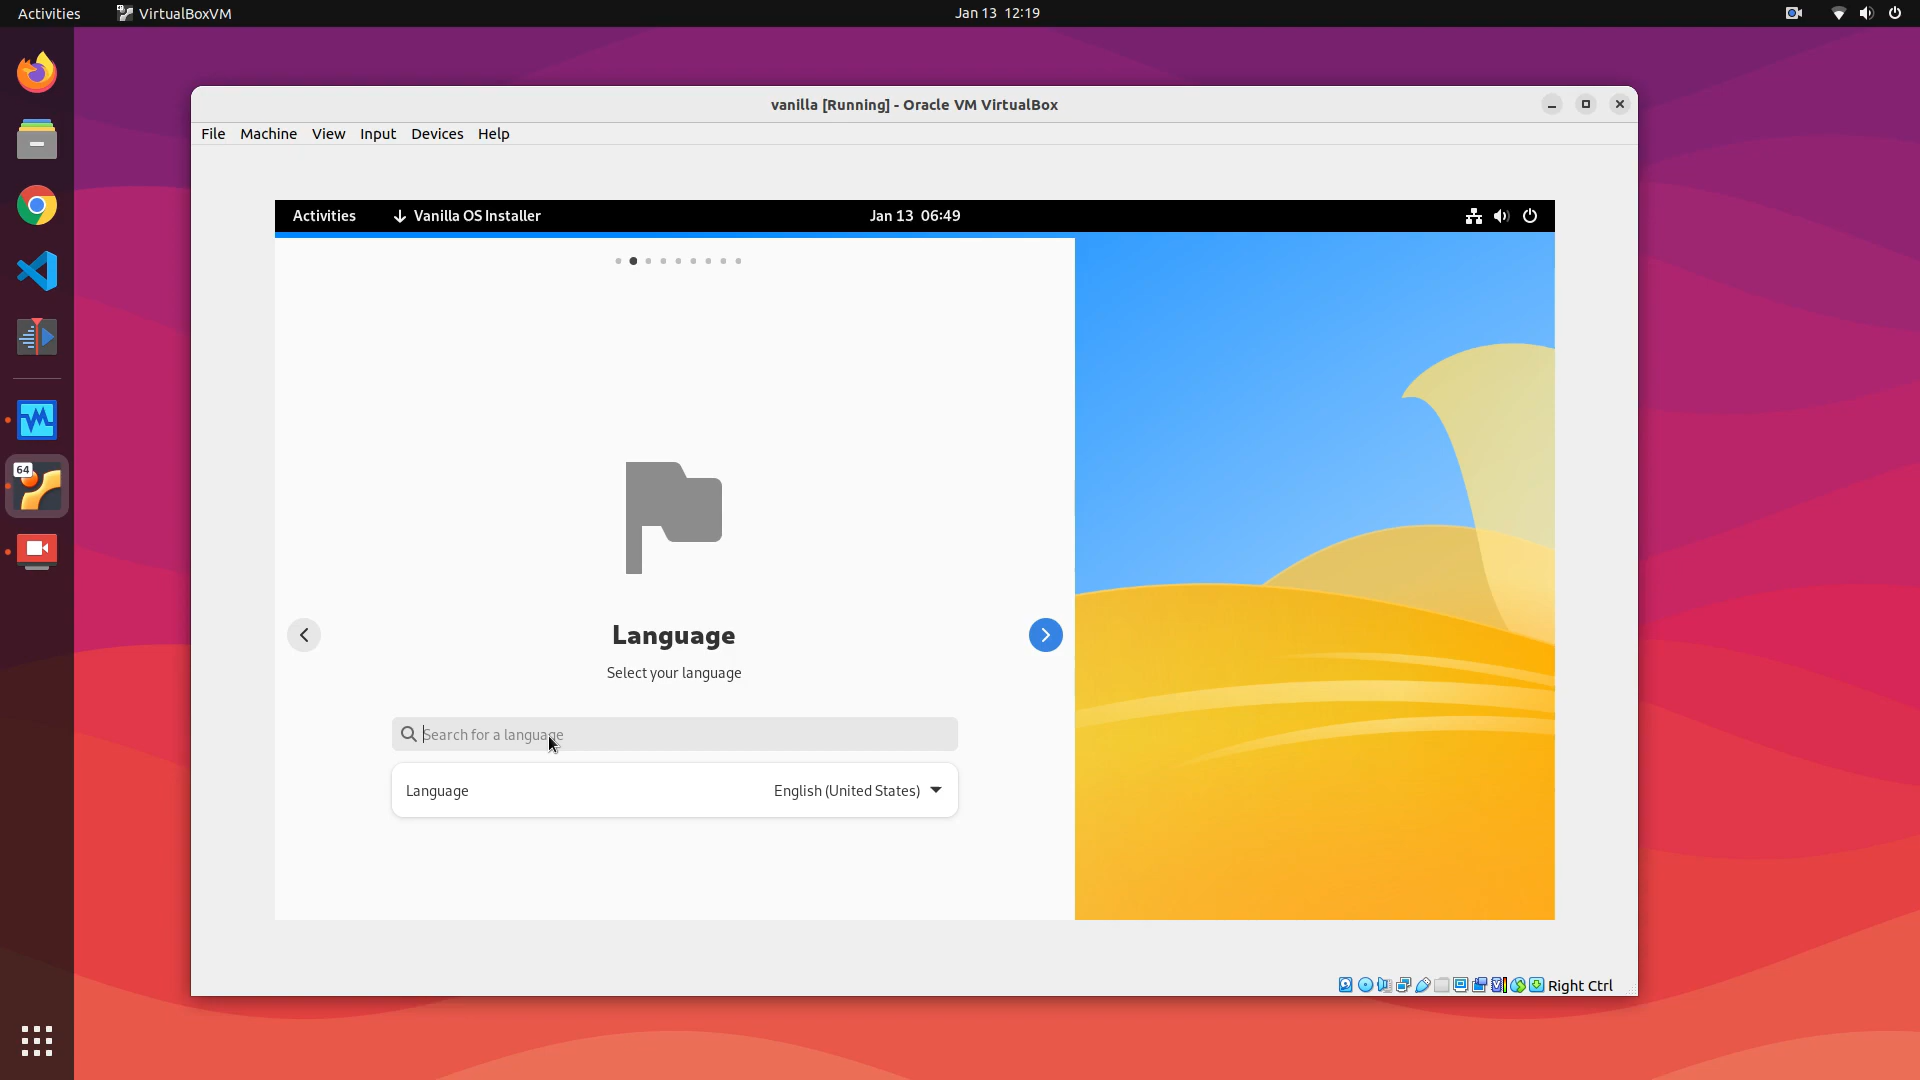 Activities VirtualBoxVM Jan 13 12:19
vanilla [Running] - Oracle VM VirtualBox
File Machine View Input Devices Help
Activities Vanilla OS Installer Jan 13 06:49
64
Language
Select your language
Search for a language
Language English (United States)
Right Ctrl